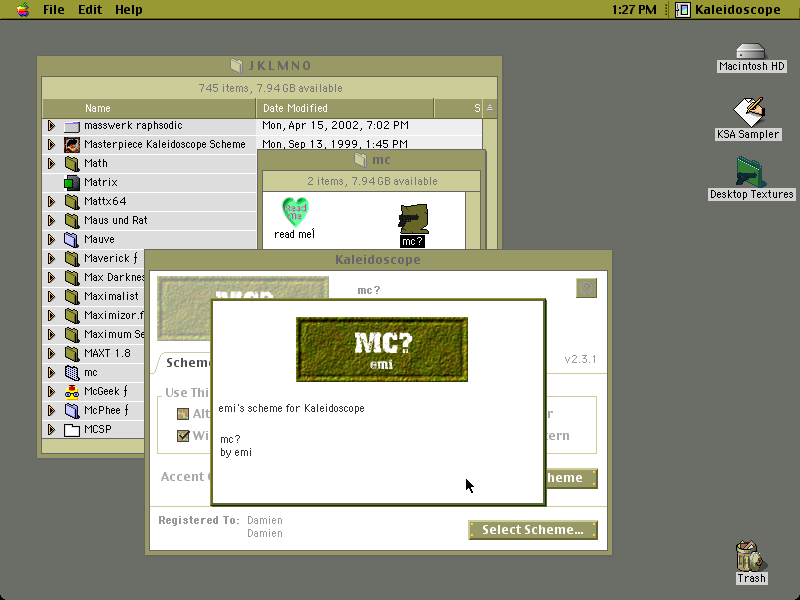 File Edit Help
1:27 PM Kaleidoscope
JKLMNO
745 items, 7.94 GB available
Name Date Modified S
masswerk raphsodic Mon, Apr 15, 2002, 7:02 PM
Masterpiece Kaleidoscope Scheme Mon, Sep 13, 1999, 1:45 PM
Math
Matrix
Mattx64
Maus und Rat
Mauve
Maverick ƒ
Max Darknes
Maximalist
Maximizor.f
Maximum Se
MAXT 1.8
mc
McGeek ƒ
McPhee ƒ
MCSP
mc
2 items, 7.94 GB available
read me!
mc?
Kaleidoscope
mc?
v2.3.1
Scheme
Use Thi
Alt
Wi
r
tern
Accent
heme
MC?
emi
emi's scheme for Kaleidoscope
mc?
by emi
Registered To: Damien
Damien
Select Scheme...
Macintosh HD
KSA Sampler
Desktop Textures
Trash